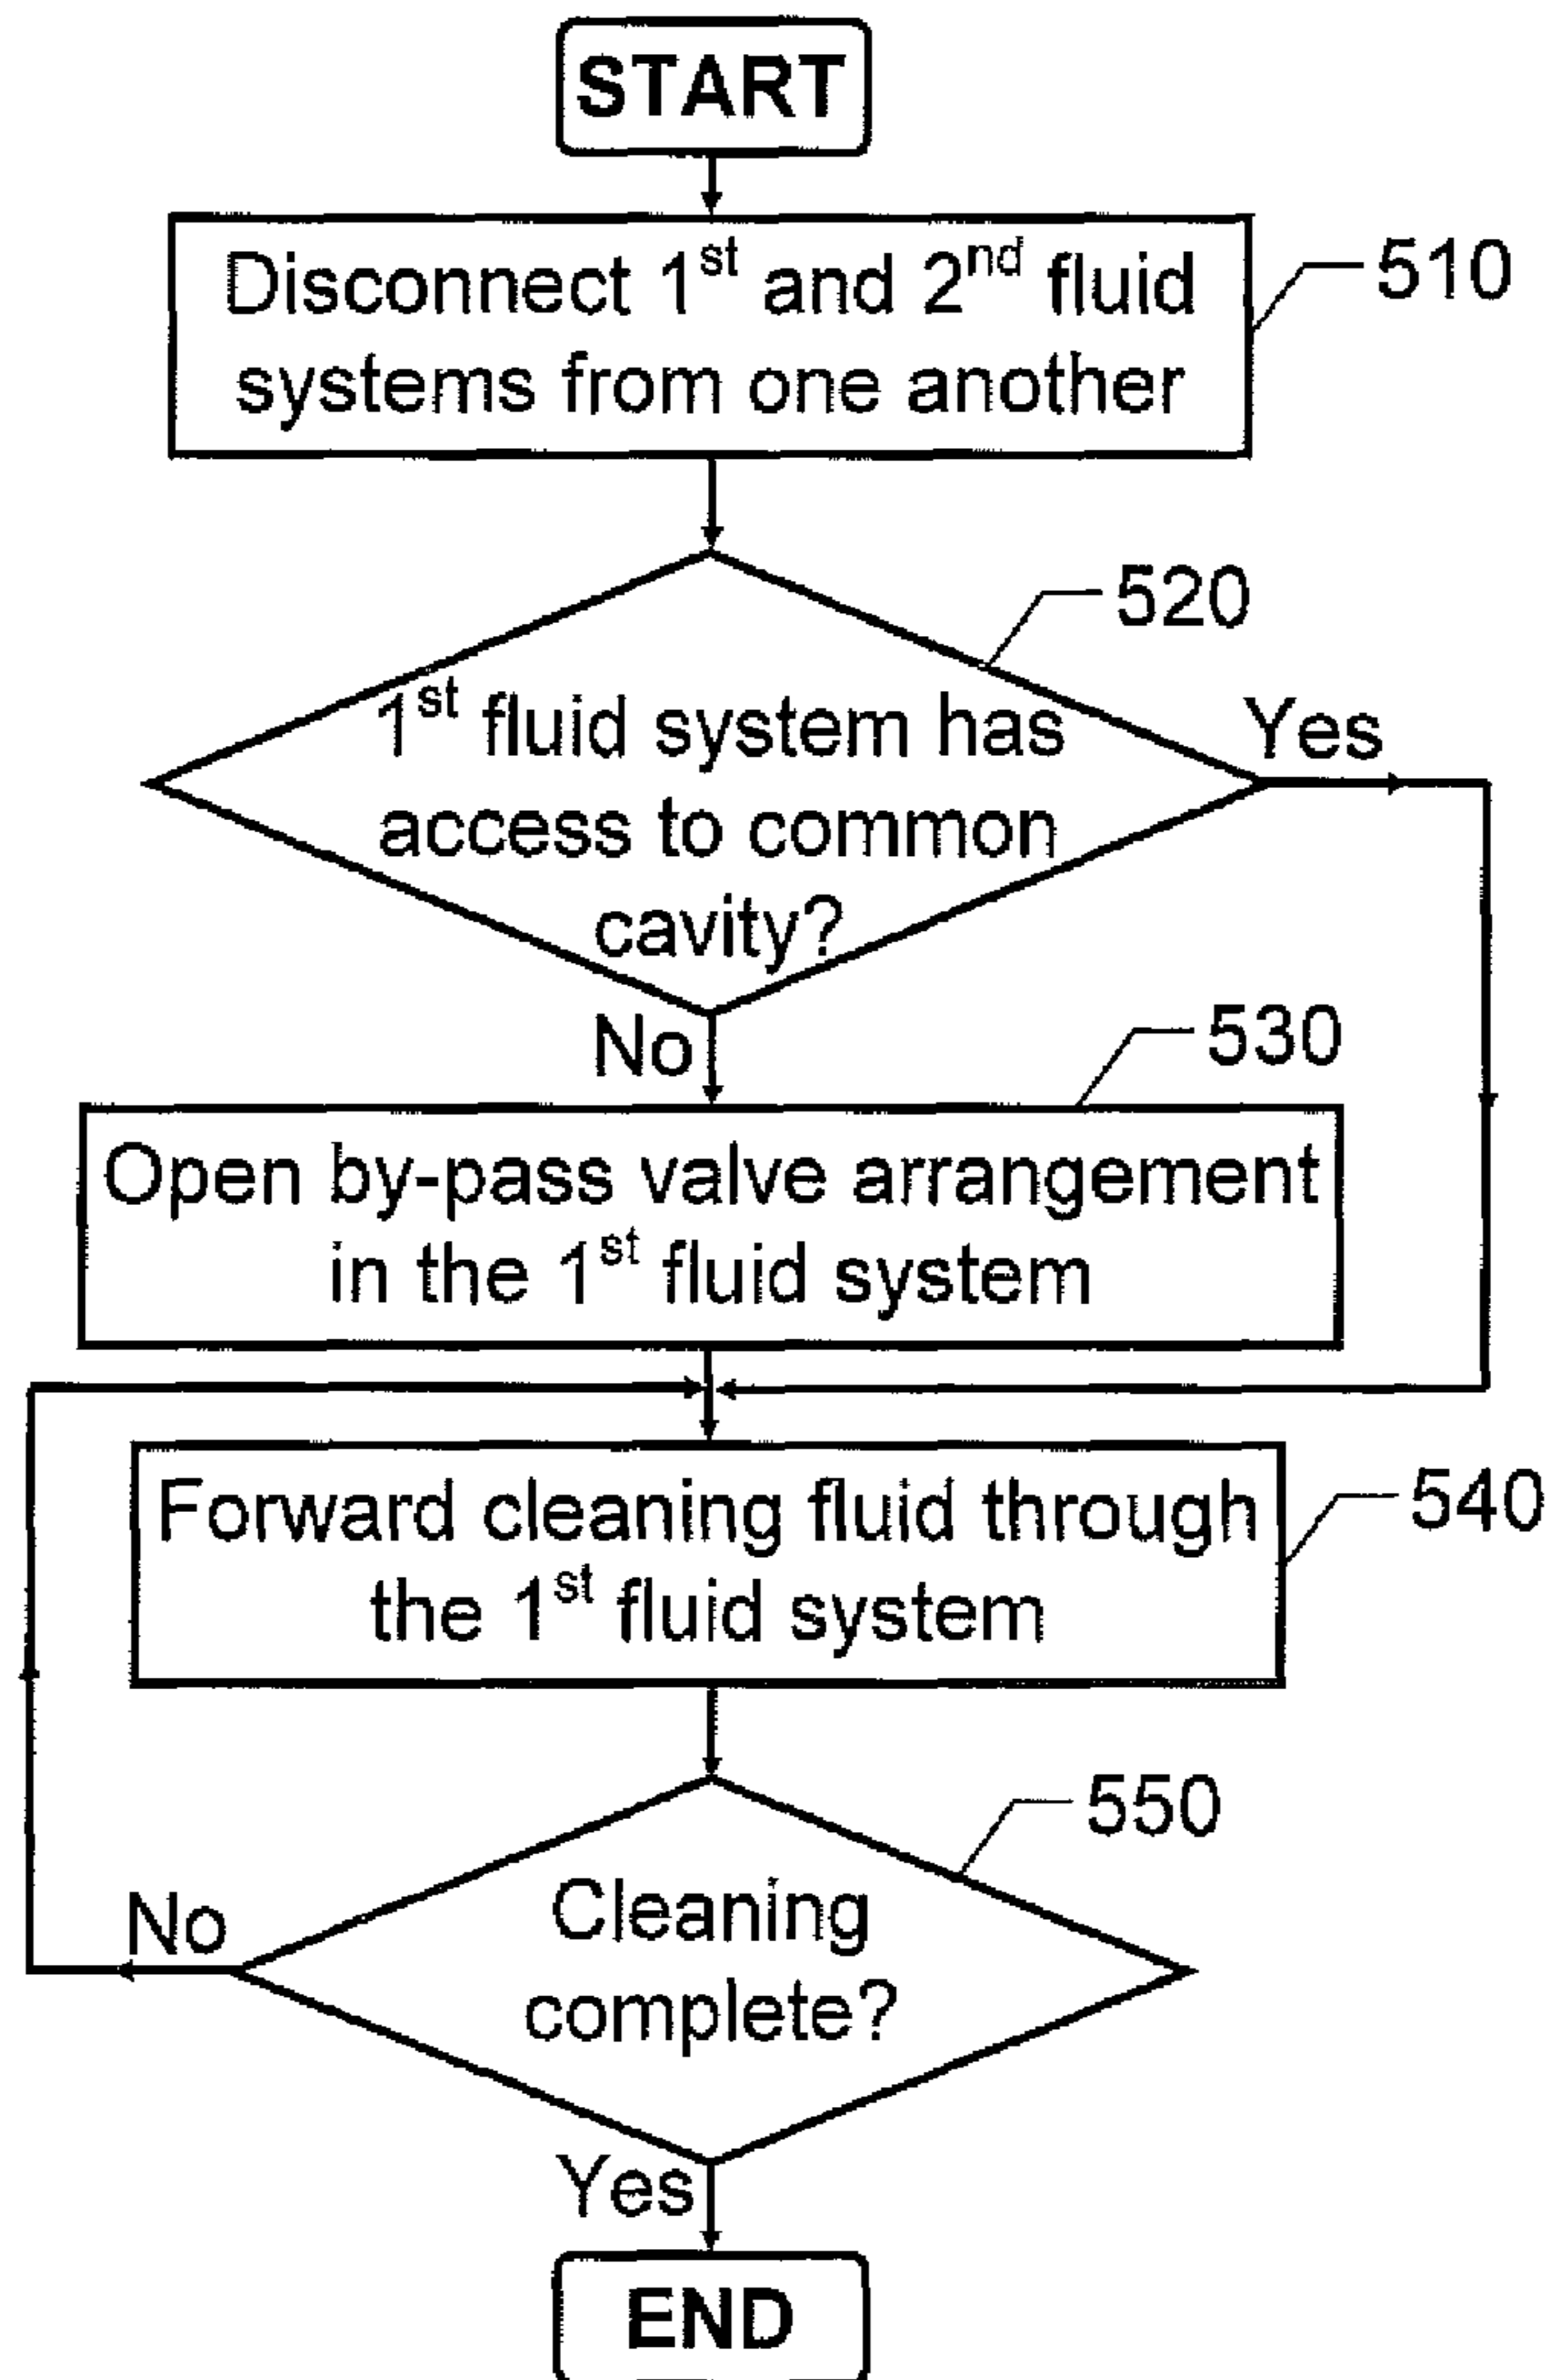 START
Disconnect 1st and 2nd fluid
systems from one another
510
520
1st fluid system has
access to common
cavity?
Yes
No
530
Open by-pass valve arrangement
in the 1st fluid system
Forward cleaning fluid through
the 1st fluid system
540
550
Cleaning
complete?
No
Yes
END